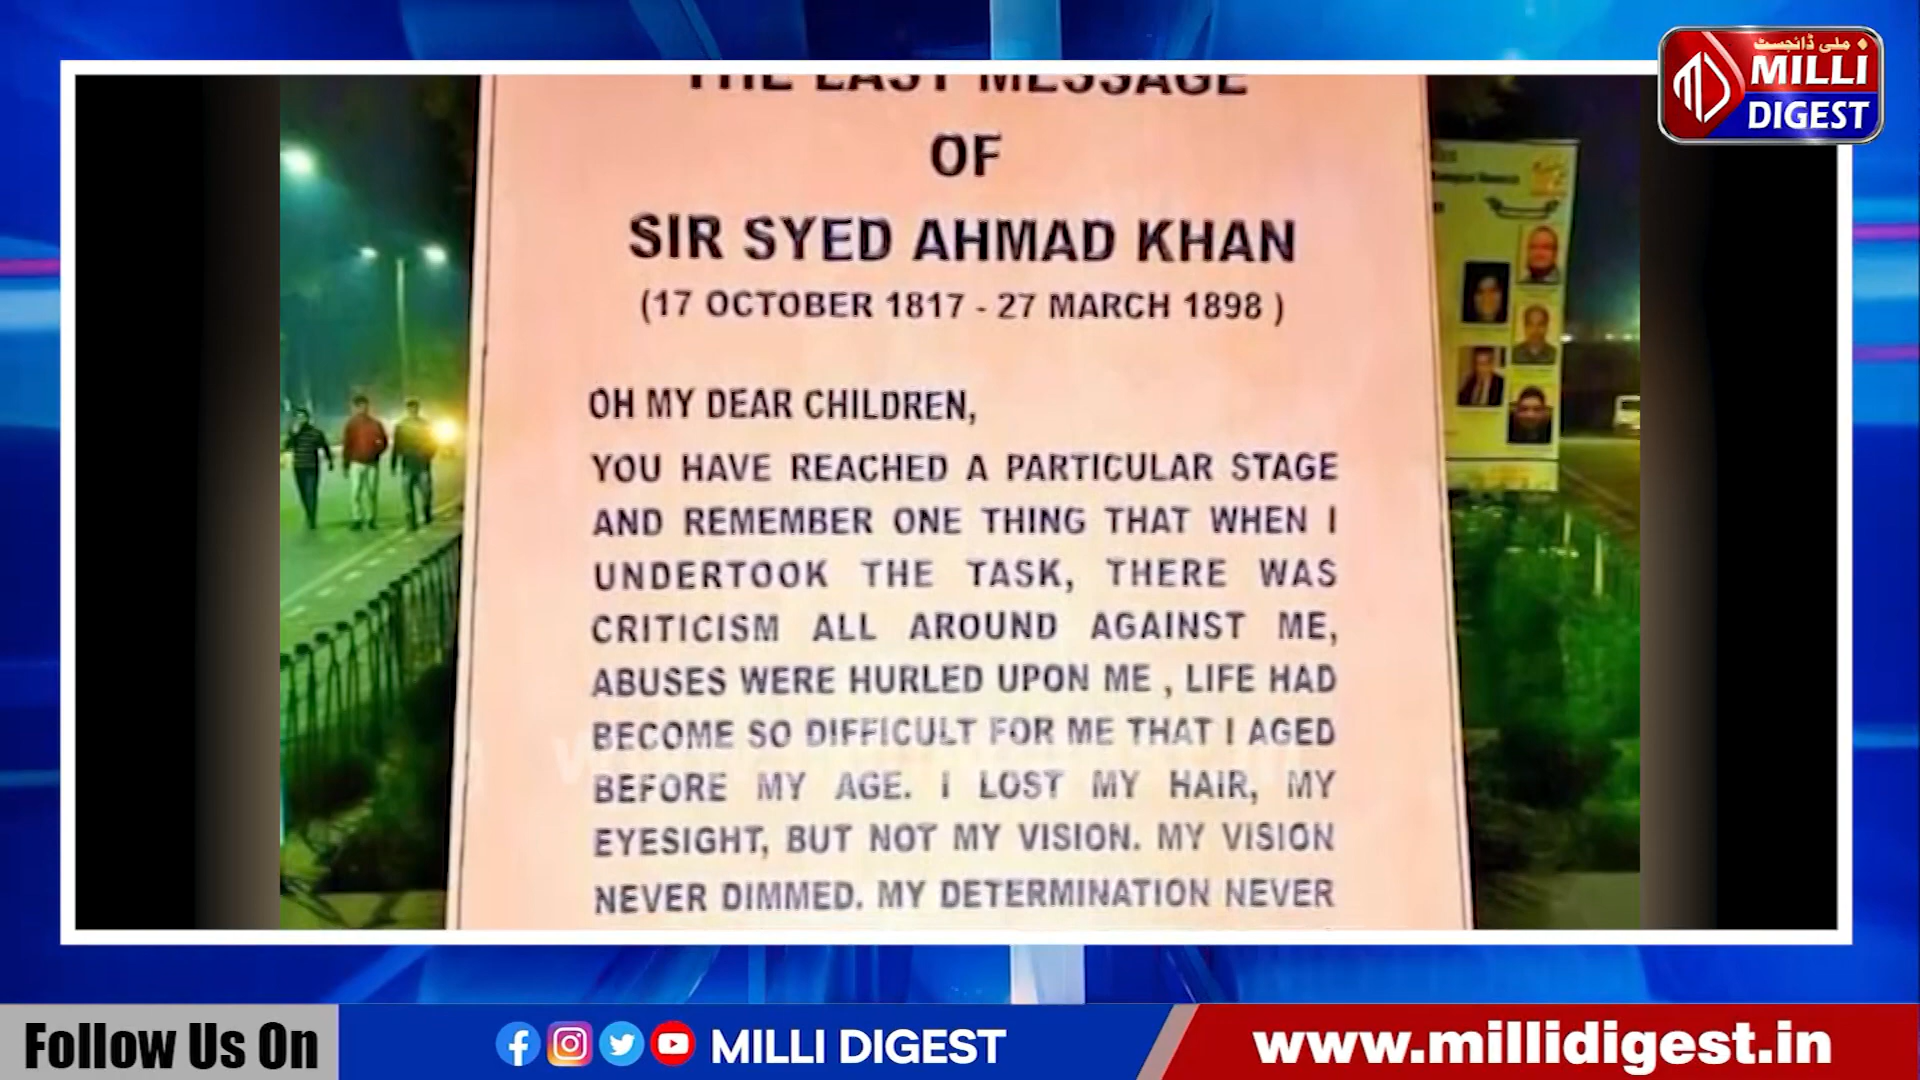 ملی ڈائجسٹ
MILLI
DIGEST
THE LAST MESSAGE
OF
SIR SYED AHMAD KHAN
(17 OCTOBER 1817 - 27 MARCH 1898 )
OH MY DEAR CHILDREN,
YOU HAVE REACHED A PARTICULAR STAGE
AND REMEMBER ONE THING THAT WHEN I
UNDERTOOK THE TASK, THERE WAS
CRITICISM ALL AROUND AGAINST ME,
ABUSES WERE HURLED UPON ME , LIFE HAD
BECOME SO DIFFICULT FOR ME THAT I AGED
BEFORE MY AGE. I LOST MY HAIR, MY
EYESIGHT, BUT NOT MY VISION. MY VISION
NEVER DIMMED. MY DETERMINATION NEVER
Follow Us On
MILLI DIGEST
www.millidigest.in